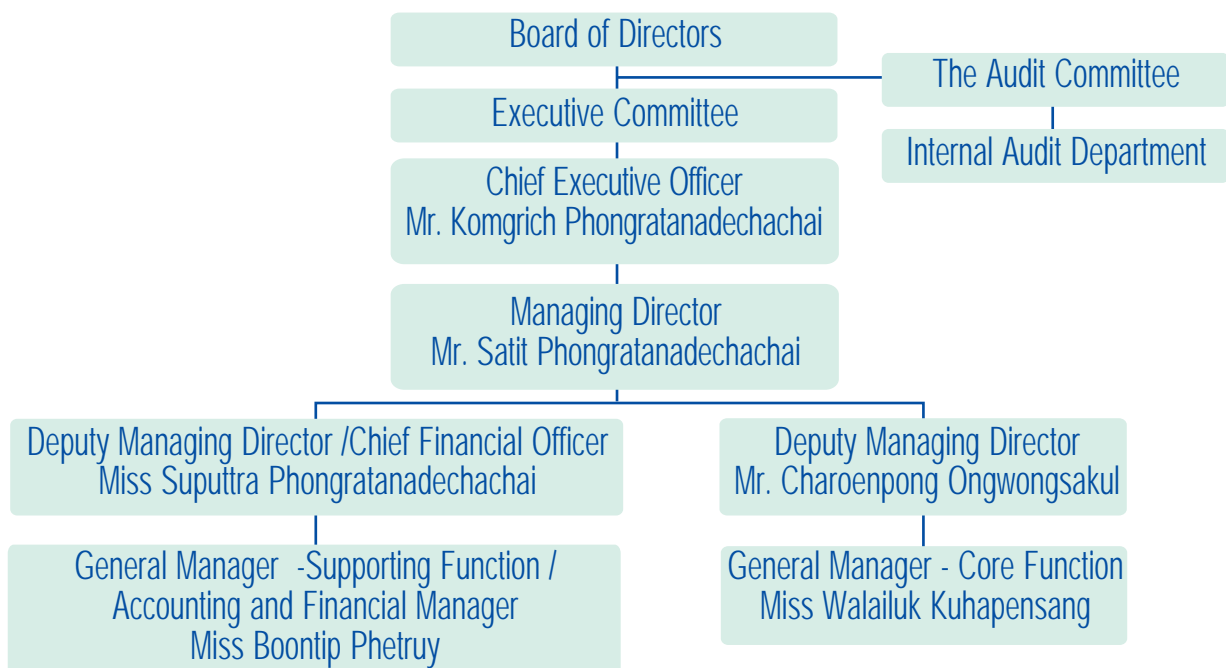 Board of Directors
The Audit Committee
Executive Committee
Internal Audit Department
Chief Executive Officer
Mr. Komgrich Phongratanadechachai
Managing Director
Mr. Satit Phongratanadechachai
Deputy Managing Director /Chief Financial Officer
Miss Suputtra Phongratanadechachai
Deputy Managing Director
Mr. Charoenpong Ongwongsakul
General Manager -Supporting Function /
Accounting and Financial Manager
Miss Boontip Phetruy
General Manager - Core Function
Miss Walailuk Kuhapensang